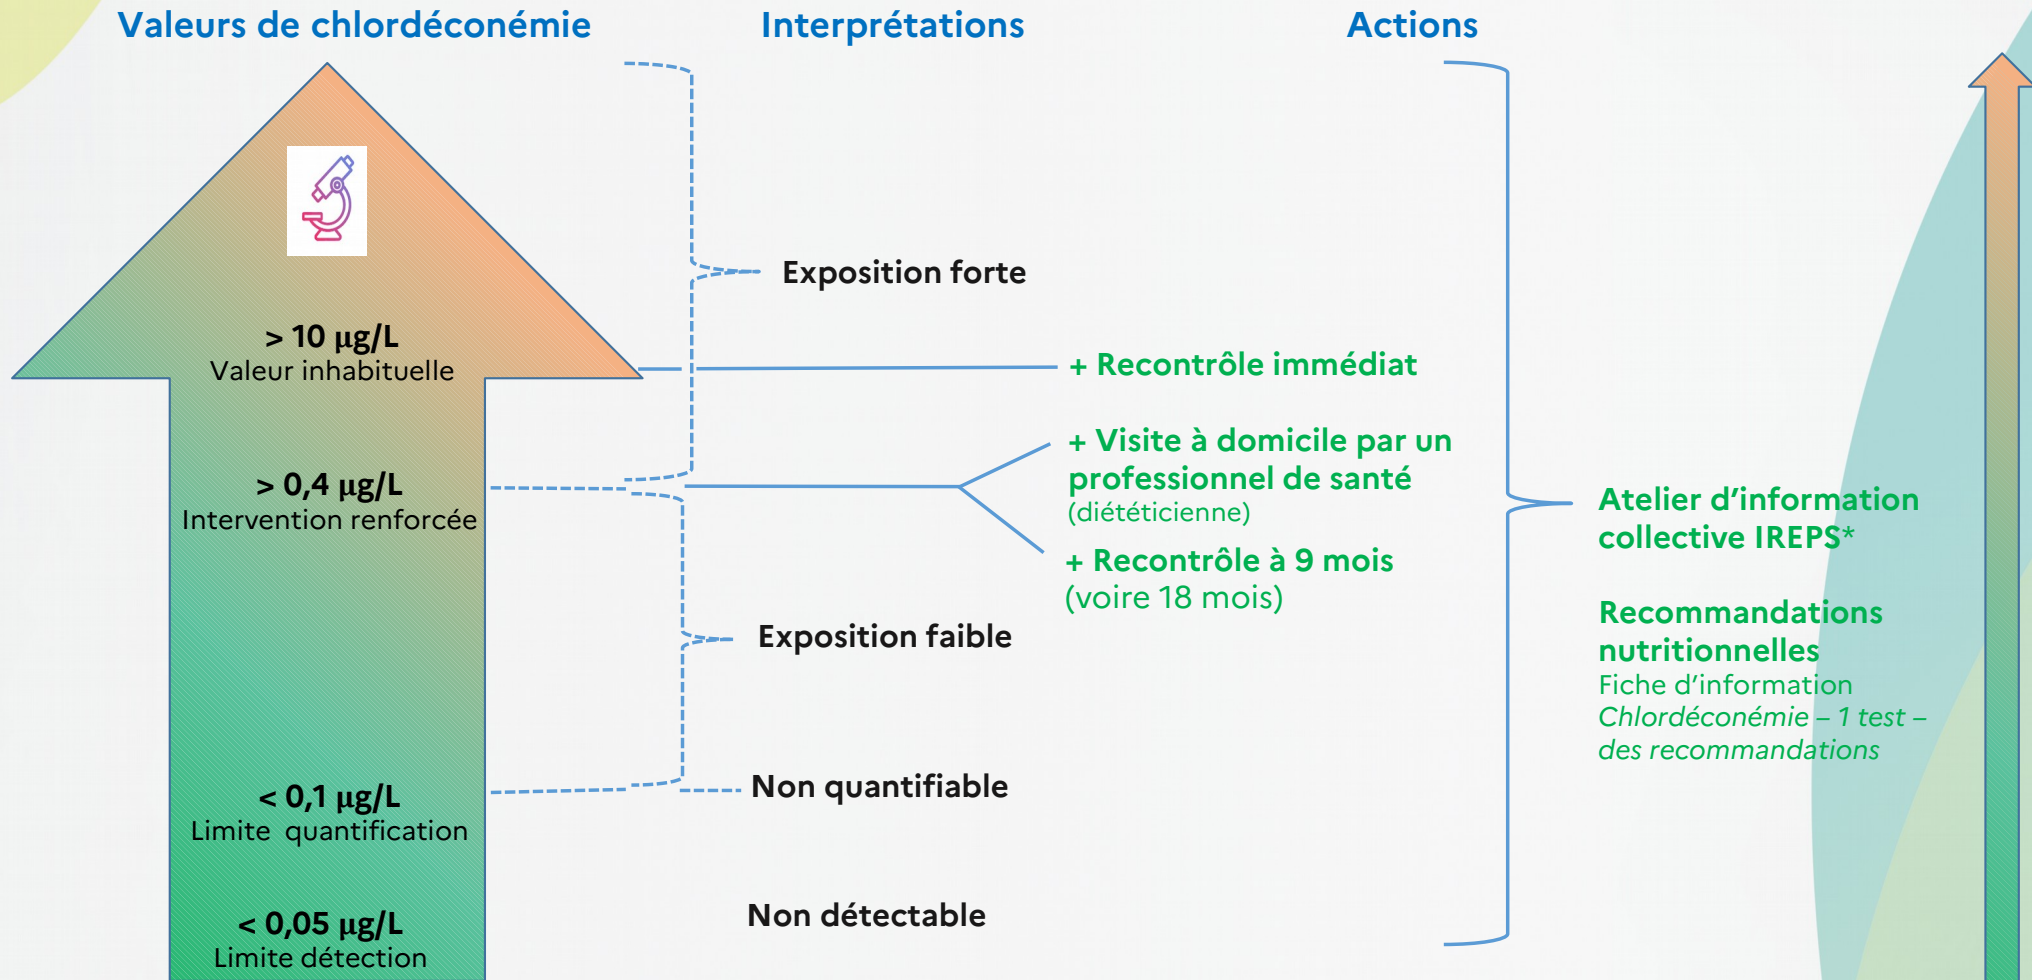 Valeurs de chlordéconémie
Interprétations
Actions
> 10 µg/L
Valeur inhabituelle
> 0,4 µg/L
Intervention renforcée
< 0,1 µg/L
Limite quantification
< 0,05 µg/L
Limite détection
Exposition forte
Exposition faible
Non quantifiable
Non détectable
+ Recontrôle immédiat
+ Visite à domicile par un
professionnel de santé
(diététicienne)
+ Recontrôle à 9 mois
(voire 18 mois)
Atelier d’information
collective IREPS*
Recommandations
nutritionnelles
Fiche d’information
Chlordéconémie – 1 test –
des recommandations